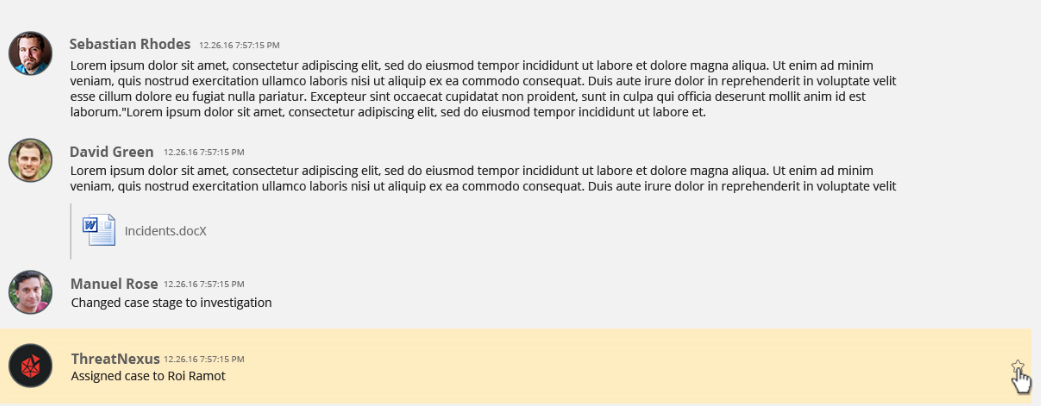 Sebastian Rhodes 12.26.16 7:57:15 PM
Lorem ipsum dolor sit amet, consectetur adipiscing elit, sed do eiusmod tempor incididunt ut labore et dolore magna aliqua. Ut enim ad minim
veniam, quis nostrud exercitation ullamco laboris nisi ut aliquip ex ea commodo consequat. Duis aute irure dolor in reprehenderit in voluptate velit
esse cillum dolore eu fugiat nulla pariatur. Excepteur sint occaecat cupidatat non proident, sunt in culpa qui officia deserunt mollit anim id est
laborum."Lorem ipsum dolor sit amet, consectetur adipiscing elit, sed do eiusmod tempor incididunt ut labore et.
David Green 12.26.16 7:57:15 PM
Lorem ipsum dolor sit amet, consectetur adipiscing elit, sed do eiusmod tempor incididunt ut labore et dolore magna aliqua. Ut enim ad minim
veniam, quis nostrud exercitation ullamco laboris nisi ut aliquip ex ea commodo consequat. Duis aute irure dolor in reprehenderit in voluptate velit
W Incidents.docX
Manuel Rose 12.26.16 7:57:15 PM
Changed case stage to investigation
ThreatNexus 12.26.16 7:57:15 PM
Assigned case to Roi Ramot